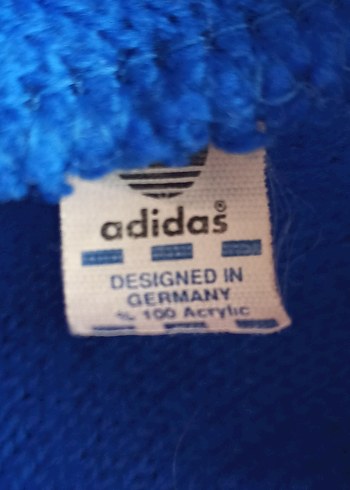 adidas®
DESIGNED IN
GERMANY
% 100 Acrylic